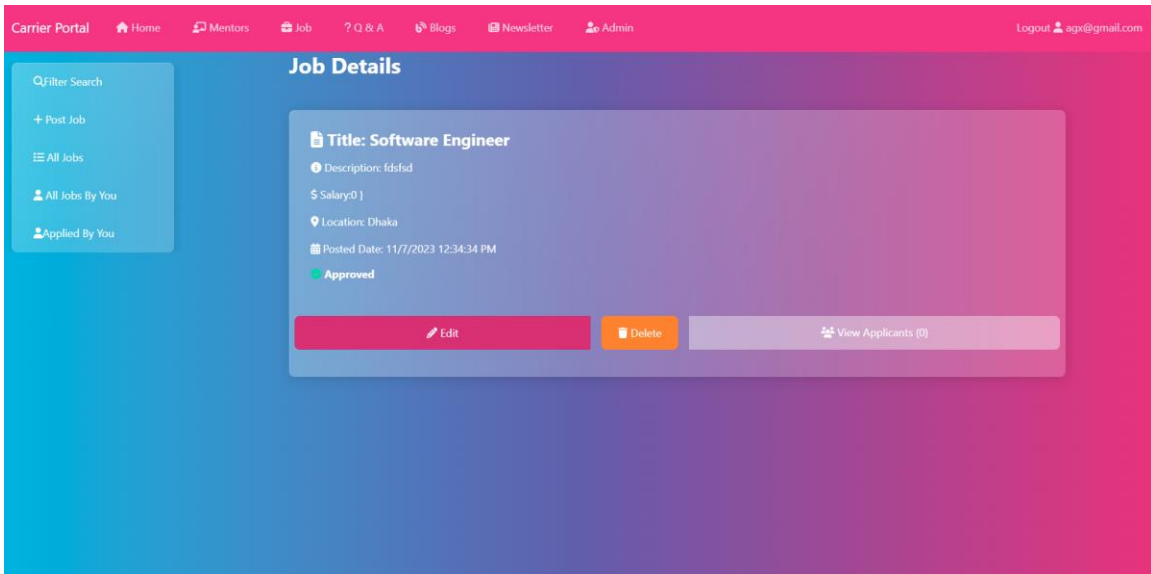 Carrier Portal Home Mentors Job ? Q & A Blogs Newsletter Admin Logout agx@gmail.com
Filter Search
+ Post Job
All Jobs
All Jobs By You
Applied By You
Job Details
Title: Software Engineer
Description: fdsfsd
$ Salary:0 }
Location: Dhaka
Posted Date: 11/7/2023 12:34:34 PM
Approved
Edit Delete View Applicants (0)